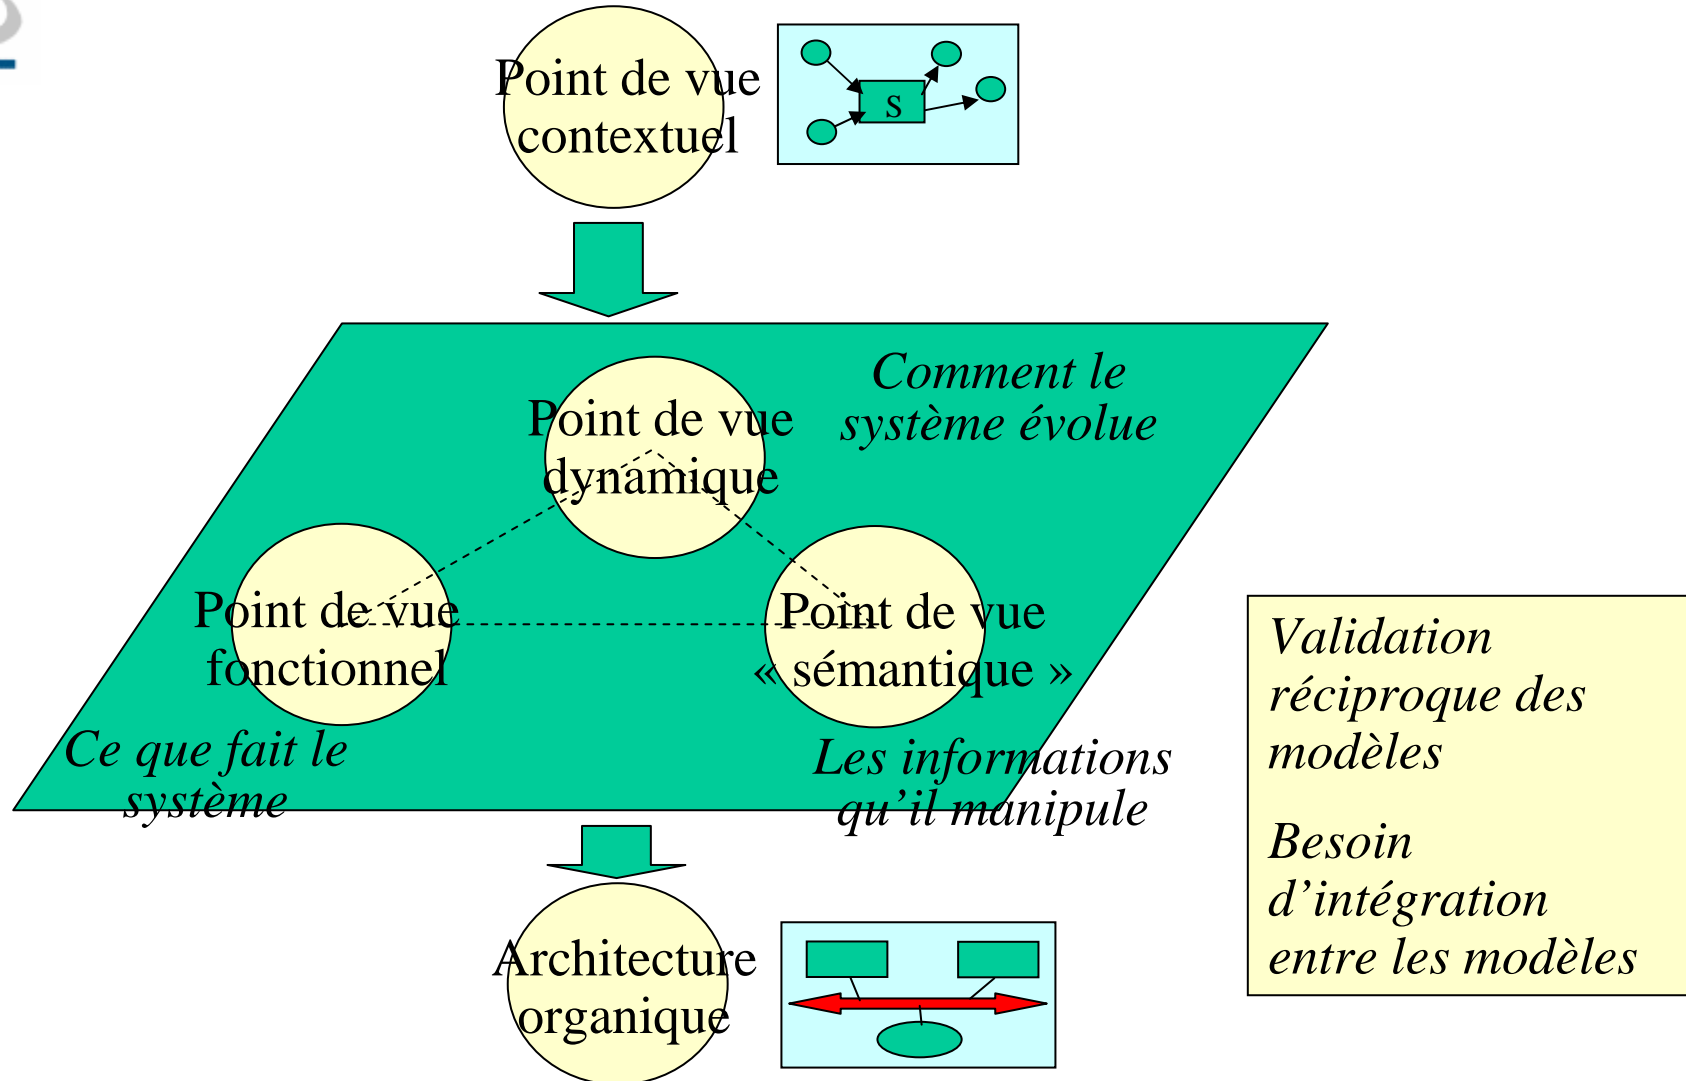 Point de vue
contextuel
s
Comment le
système évolue
Point de vue
dynamique
Point de vue
fonctionnel
Point de vue
« sémantique »
Ce que fait le
système
Les informations
qu’il manipule
Validation
réciproque des
modèles
Besoin
d’intégration
entre les modèles
Architecture
organique